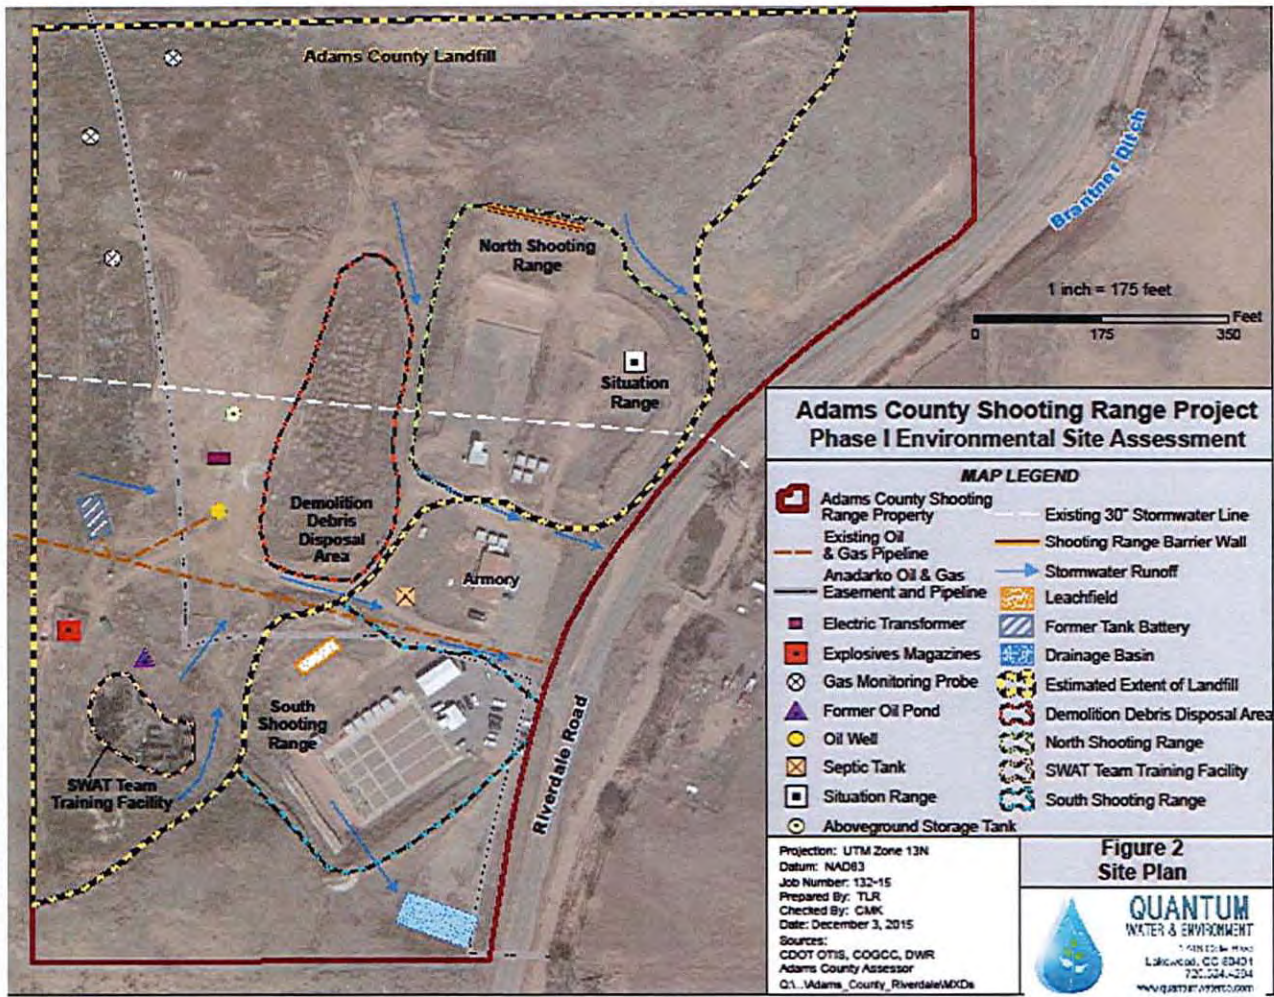 Adams County Landfill
Brantner Ditch
North Shooting
Range
1 inch = 175 feet
Feet
0 175 350
Situation
Range
Demolition
Debris
Disposal
Area
Armory
South
Shooting
Range
SWAT Team
Training Facility
Riverdale Road
Adams County Shooting Range Project
Phase I Environmental Site Assessment
MAP LEGEND
Adams County Shooting
Range Property
Existing Oil
& Gas Pipeline
Anadarko Oil & Gas
Easement and Pipeline
Electric Transformer
Explosives Magazines
Gas Monitoring Probe
Former Oil Pond
Oil Well
Septic Tank
Situation Range
Aboveground Storage Tank
Existing 30" Stormwater Line
Shooting Range Barrier Wall
Stormwater Runoff
Leachfield
Former Tank Battery
Drainage Basin
Estimated Extent of Landfill
Demolition Debris Disposal Area
North Shooting Range
SWAT Team Training Facility
South Shooting Range
Projection: UTM Zone 13N
Datum: NAD83
Job Number: 132-15
Prepared By: TLR
Checked By: CMK
Date: December 3, 2015
Sources:
CDOT OTIS, COGCC, DWR
Adams County Assessor
Q:\...\Adams_County_Riverdale\MXDs
Figure 2
Site Plan
QUANTUM
WATER & ENVIRONMENT
Lakewood, CO 80401
www.quantumwaterco.com